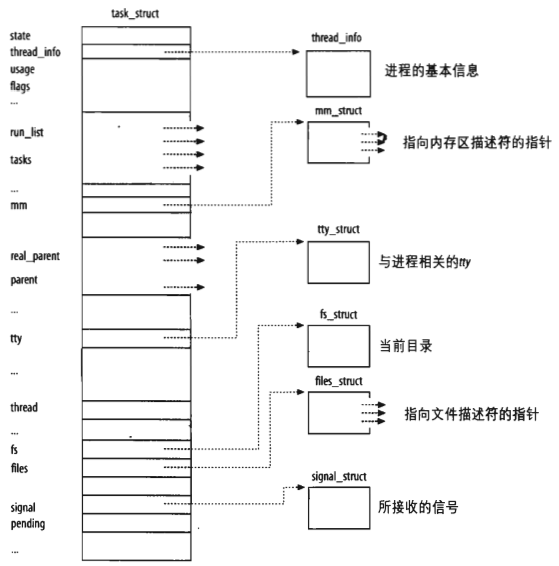 task_struct
state
thread_info
usage
flags
...
run_list
tasks
...
mm
real_parent
parent
...
tty
...
thread
...
fs
files
signal
pending
...
thread_info
进程的基本信息
mm_struct
指向内存区描述符的指针
tty_struct
与进程相关的tty
fs_struct
当前目录
files_struct
指向文件描述符的指针
signal_struct
所接收的信号